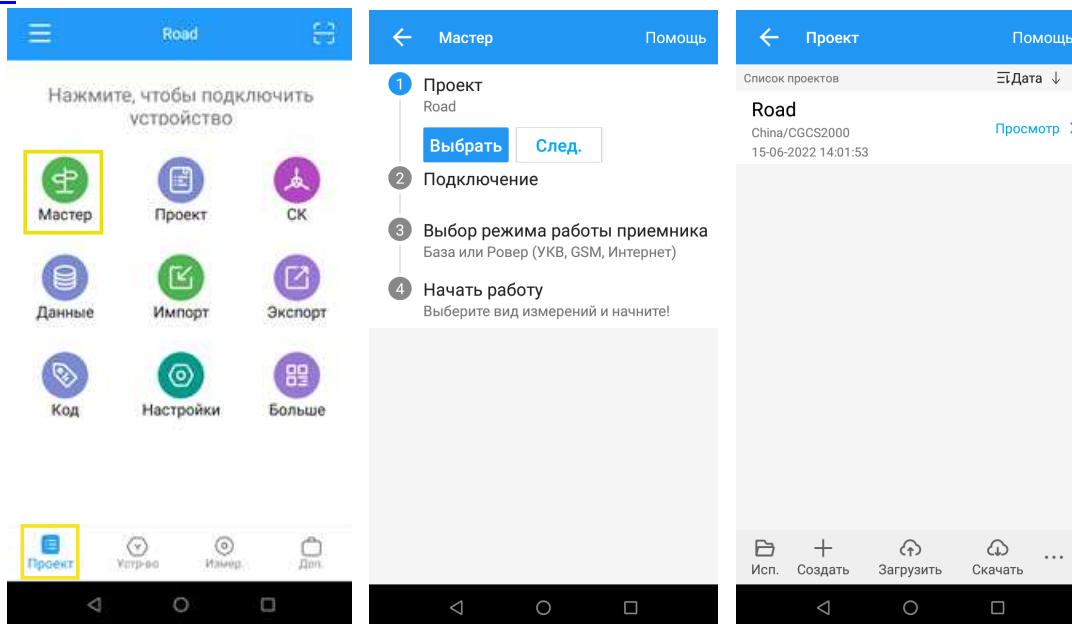 Road
Нажмите, чтобы подключить
устройство
Мастер
Проект
СК
Данные
Импорт
Экспорт
Код
Настройки
Больше
Проект
Устр-во
Измер.
Доп.
Мастер
Помощь
1
Проект
Road
Выбрать
След.
2
Подключение
3
Выбор режима работы приемника
База или Ровер (УКВ, GSM, Интернет)
4
Начать работу
Выберите вид измерений и начните!
Проект
Помощь
Список проектов
Дата ↓
Road
China/CGCS2000
Просмотр
15-06-2022 14:01:53
Исп.
Создать
Загрузить
Скачать
...